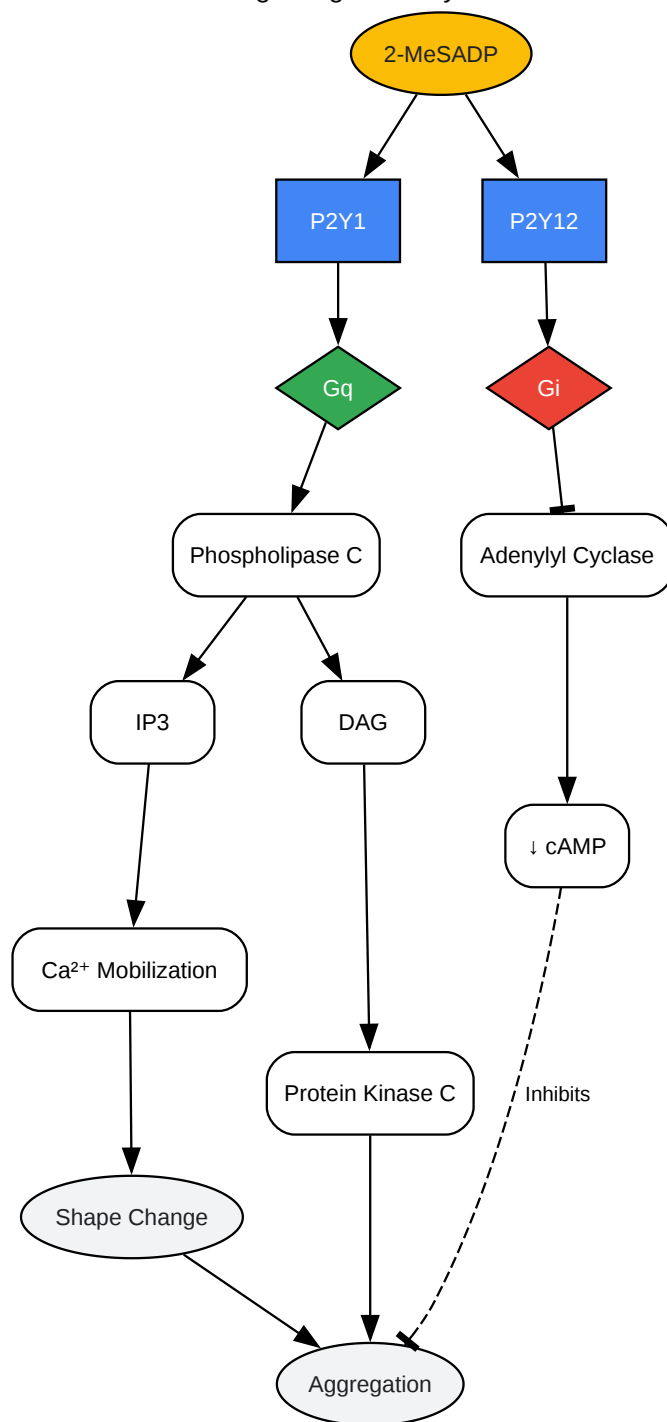 2-MeSADP
P2Y1
P2Y12
Gq
Gi
Phospholipase C
Adenylyl Cyclase
IP3
DAG
↓ cAMP
Ca²⁺ Mobilization
Protein Kinase C
Inhibits
Shape Change
Aggregation